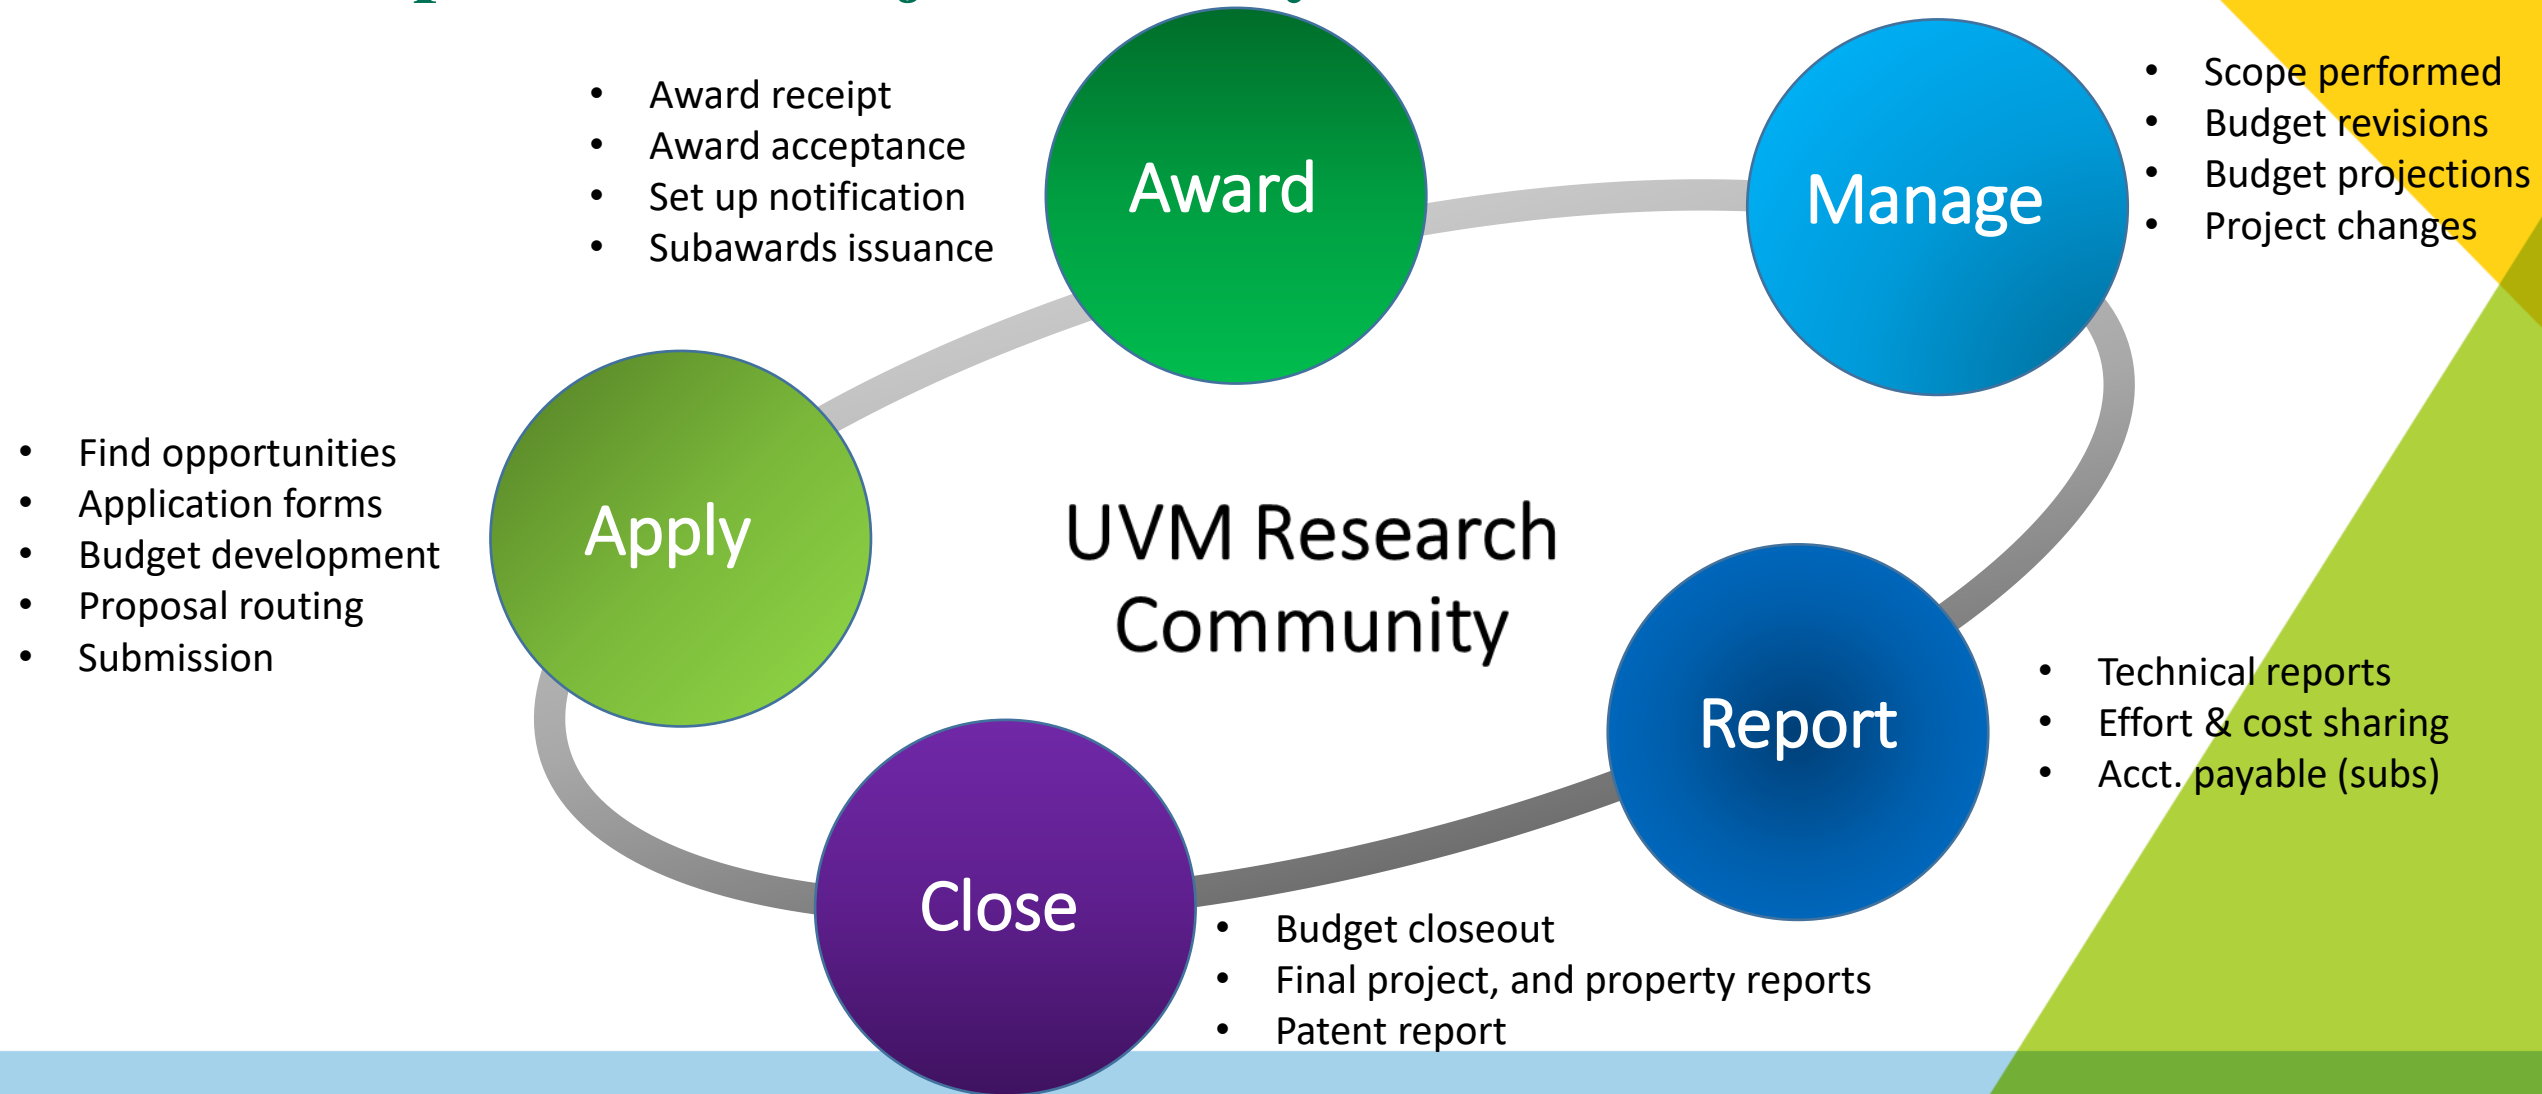 • Award receipt
• Award acceptance
• Set up notification
• Subawards issuance
Award
Manage
• Scope performed
• Budget revisions
• Budget projections
• Project changes
• Find opportunities
• Application forms
• Budget development
• Proposal routing
• Submission
Apply
UVM Research
Community
Report
• Technical reports
• Effort & cost sharing
• Acct. payable (subs)
Close
• Budget closeout
• Final project, and property reports
• Patent report